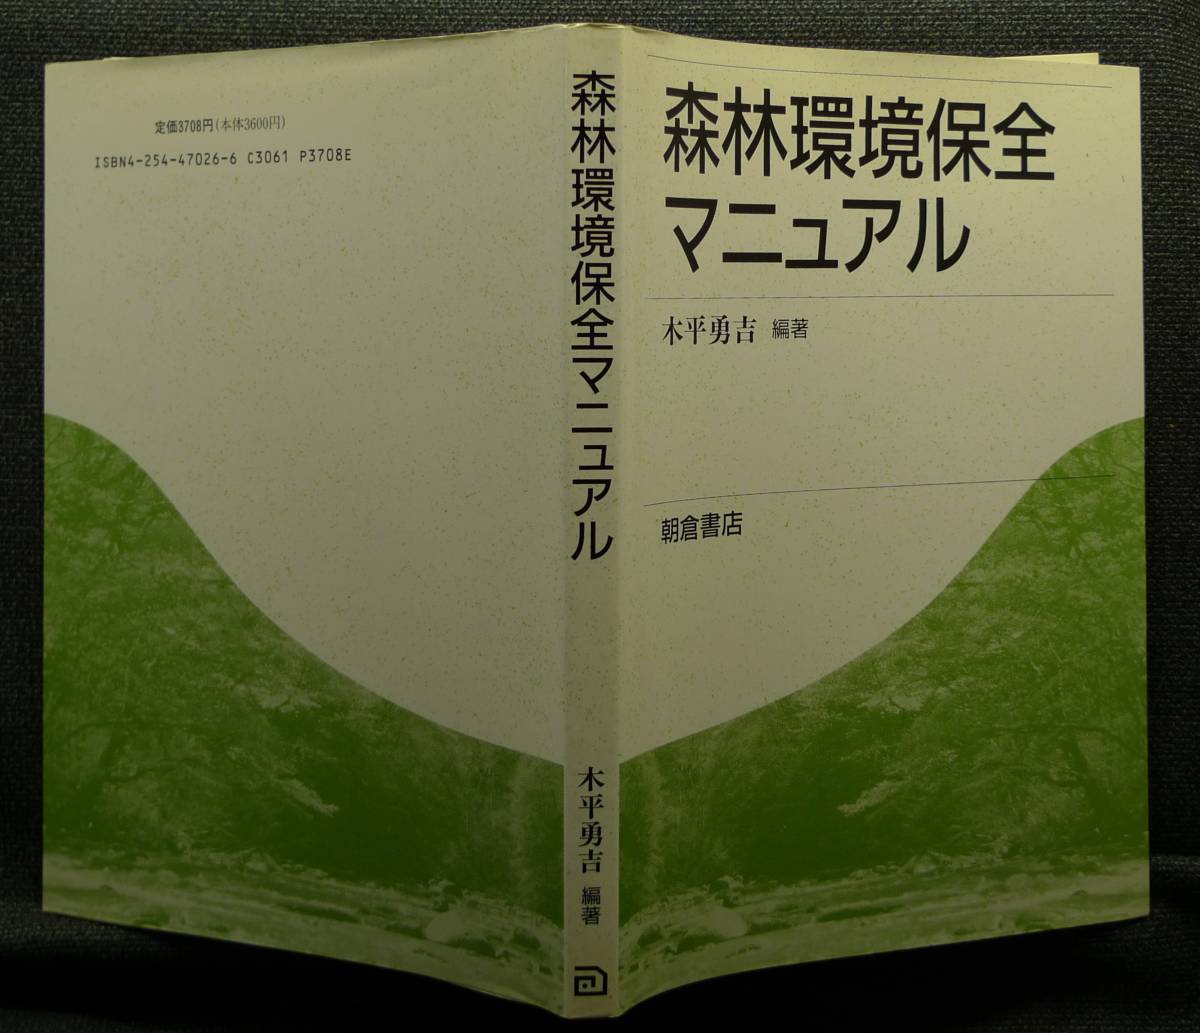 定価3708円(本体3600円)
ISBN4-254-47026-6 C3061 P3708E
森林環境保全マニュアル
木平勇吉 編著
森林環境保全
マニュアル
木平勇吉 編著
朝倉書店